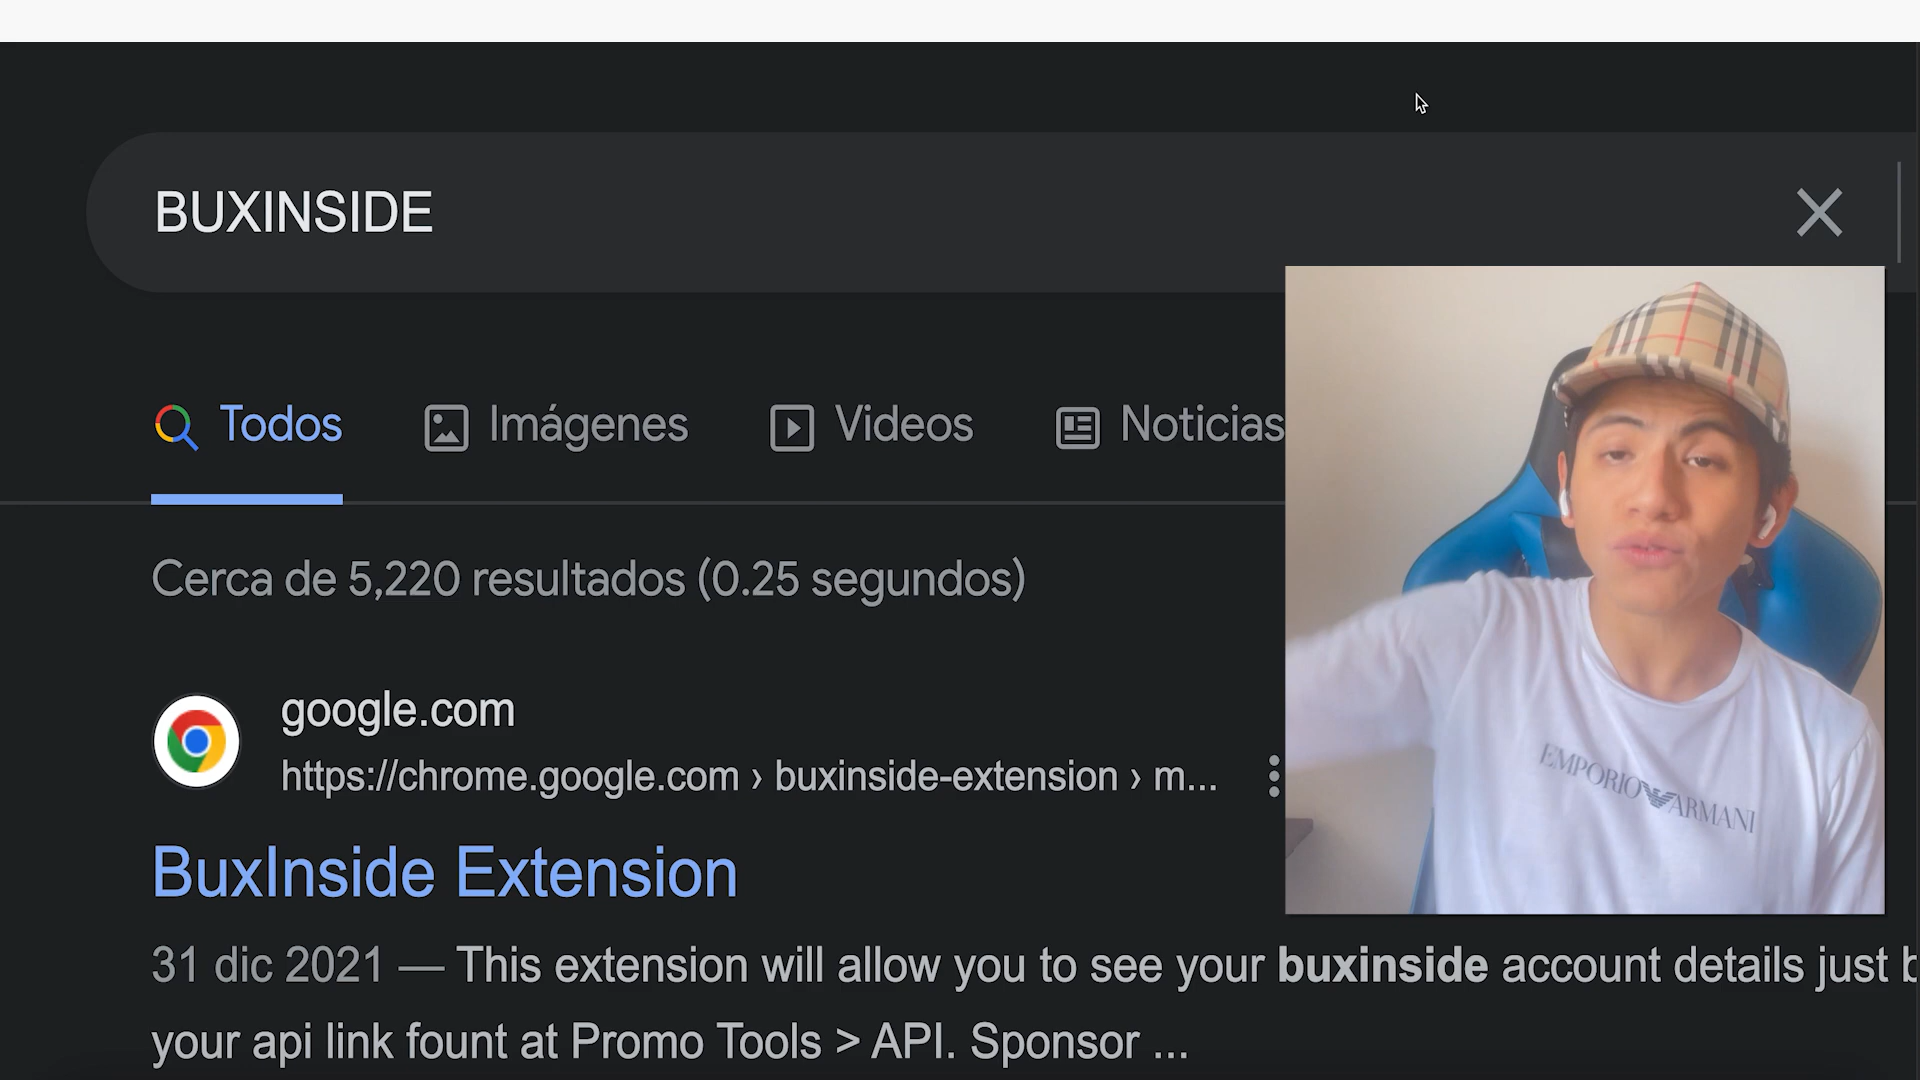 BUXINSIDE
Todos Imágenes Videos Noticias
Cerca de 5,220 resultados (0.25 segundos)
google.com
https://chrome.google.com › buxinside-extension › m...
BuxInside Extension
EMPORIO ARMANI
31 dic 2021 — This extension will allow you to see your buxinside account details just b
your api link fount at Promo Tools > API. Sponsor ...